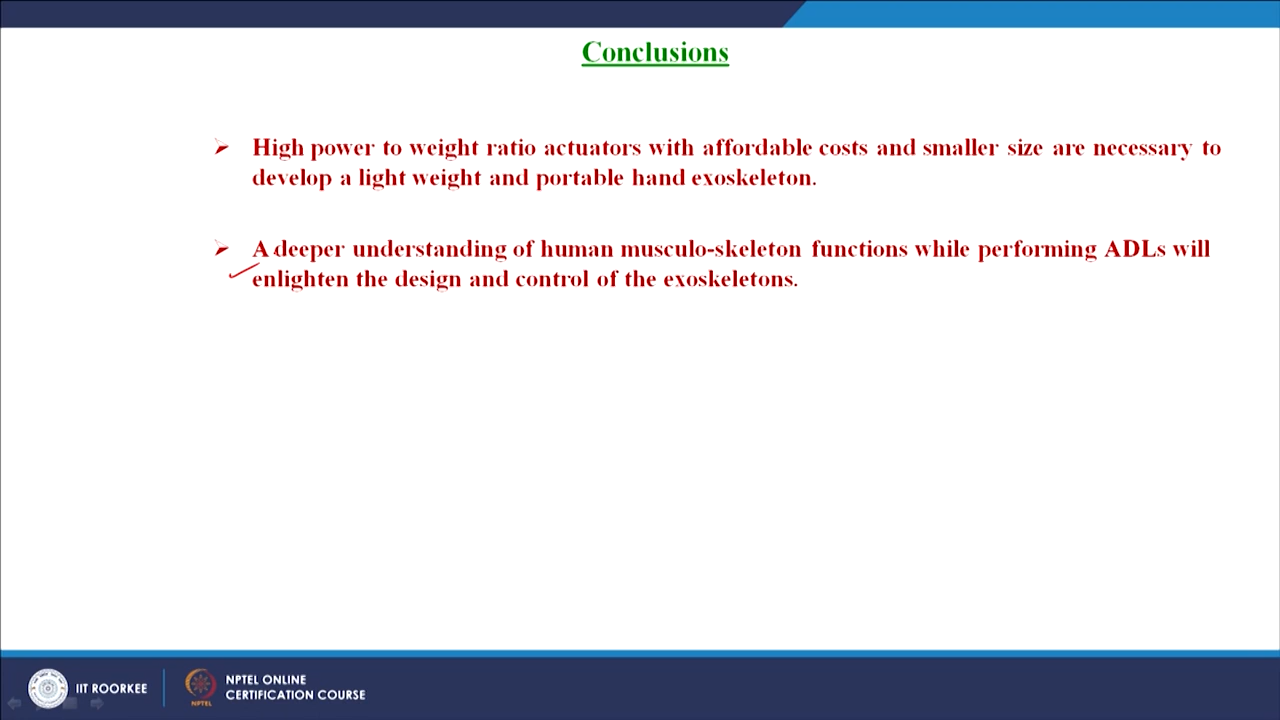 Conclusions
High power to weight ratio actuators with affordable costs and smaller size are necessary to
develop a light weight and portable hand exoskeleton.
A deeper understanding of human musculo-skeleton functions while performing ADLs will
enlighten the design and control of the exoskeletons.
IIT ROORKEE
NPTEL
NPTEL ONLINE
CERTIFICATION COURSE